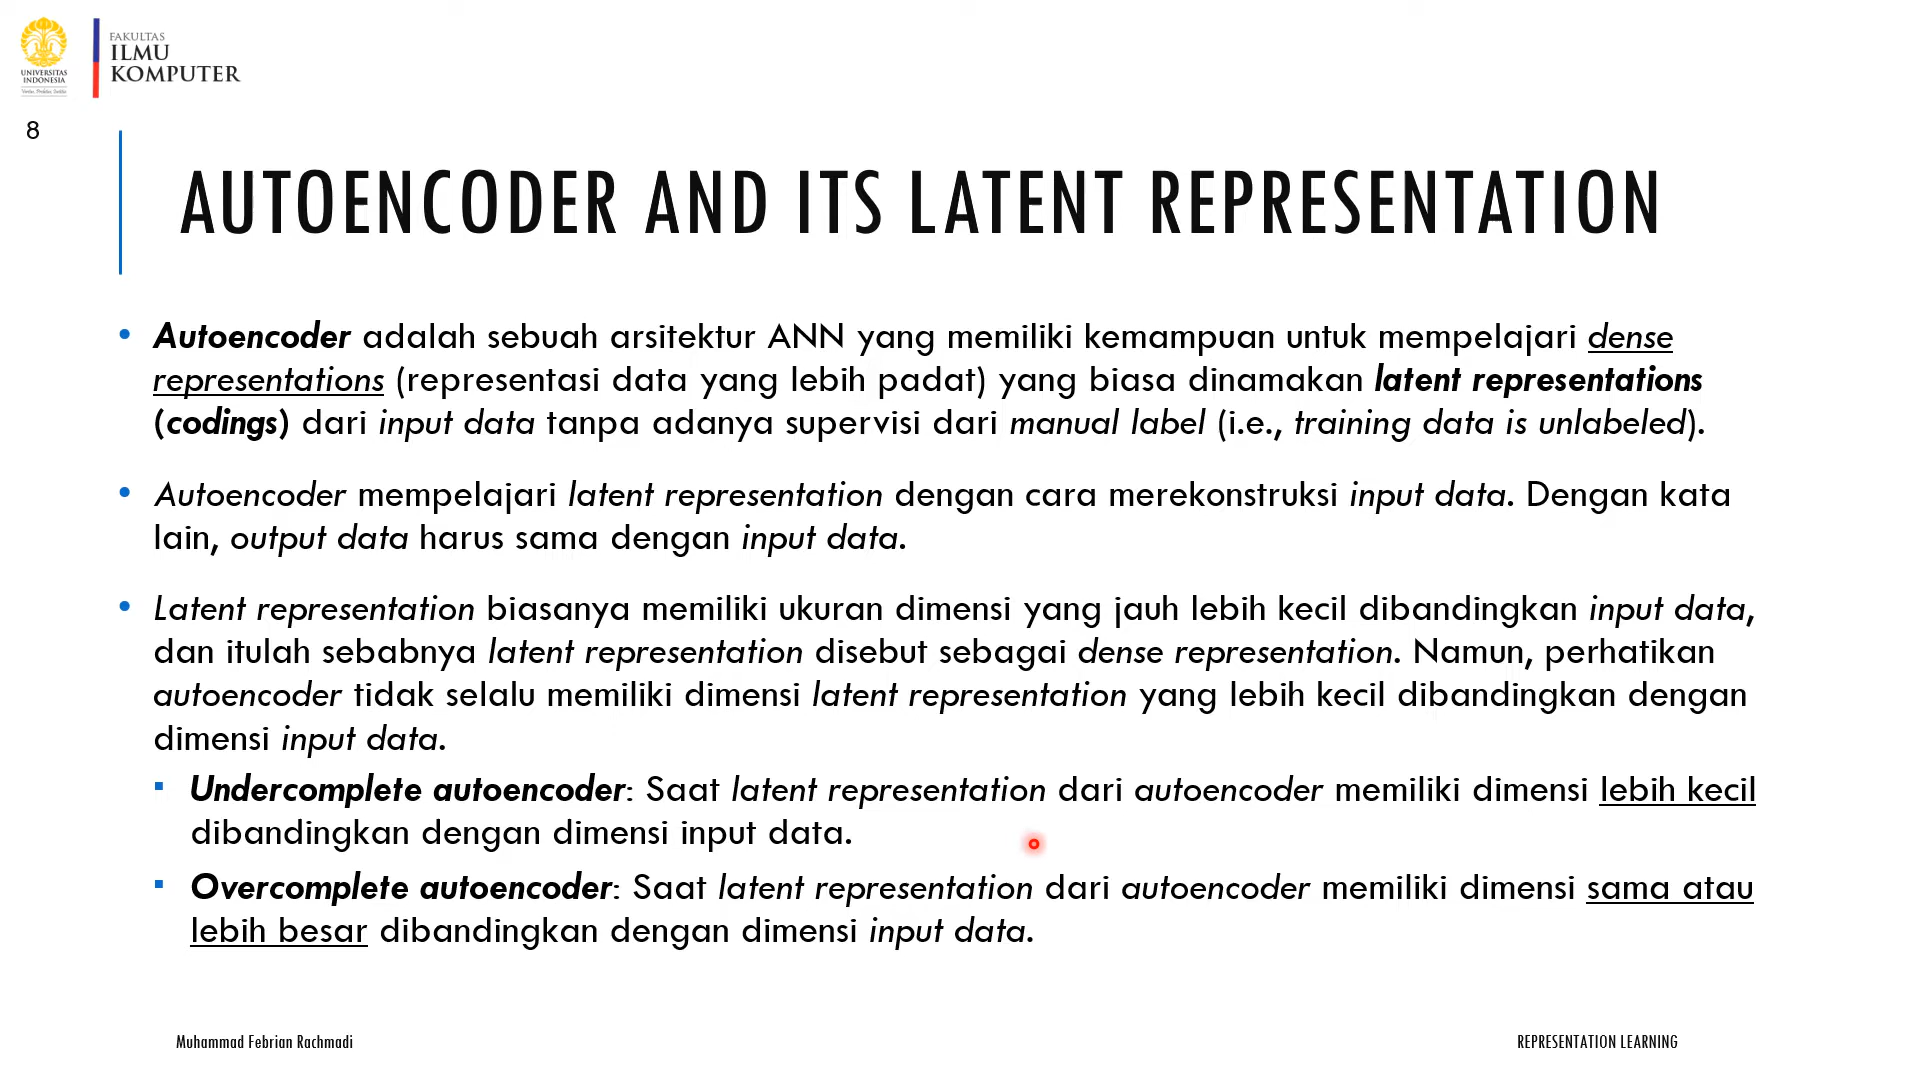 UNIVERSITAS
INDONESIA
Veritas, Probitas, Iustitia
FAKULTAS
ILMU
KOMPUTER
8
AUTOENCODER AND ITS LATENT REPRESENTATION
• Autoencoder adalah sebuah arsitektur ANN yang memiliki kemampuan untuk mempelajari dense
representations (representasi data yang lebih padat) yang biasa dinamakan latent representations
(codings) dari input data tanpa adanya supervisi dari manual label (i.e., training data is unlabeled).
• Autoencoder mempelajari latent representation dengan cara merekonstruksi input data. Dengan kata
lain, output data harus sama dengan input data.
• Latent representation biasanya memiliki ukuran dimensi yang jauh lebih kecil dibandingkan input data,
dan itulah sebabnya latent representation disebut sebagai dense representation. Namun, perhatikan
autoencoder tidak selalu memiliki dimensi latent representation yang lebih kecil dibandingkan dengan
dimensi input data.
▪ Undercomplete autoencoder: Saat latent representation dari autoencoder memiliki dimensi lebih kecil
dibandingkan dengan dimensi input data.
▪ Overcomplete autoencoder: Saat latent representation dari autoencoder memiliki dimensi sama atau
lebih besar dibandingkan dengan dimensi input data.
Muhammad Febrian Rachmadi
REPRESENTATION LEARNING